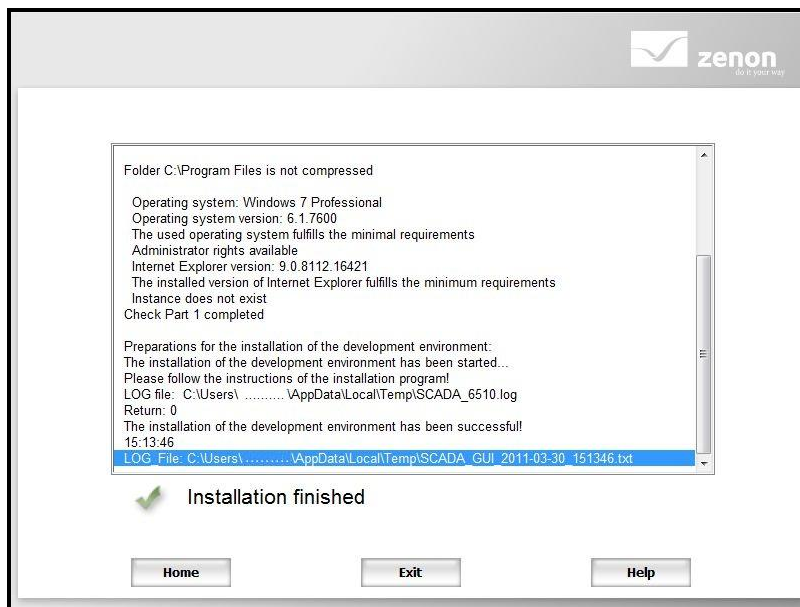 zenon
do it your way
Folder C:\Program Files is not compressed
Operating system: Windows 7 Professional
Operating system version: 6.1.7600
The used operating system fulfills the minimal requirements
Administrator rights available
Internet Explorer version: 9.0.8112.16421
The installed version of Internet Explorer fulfills the minimum requirements
Instance does not exist
Check Part 1 completed
Preparations for the installation of the development environment:
The installation of the development environment has been started...
Please follow the instructions of the installation program!
LOG file:  C:\Users\ .......... \AppData\Local\Temp\SCADA_6510.log
Return: 0
The installation of the development environment has been successful!
15:13:46
LOG_File: C:\Users\ ......... \AppData\Local\Temp\SCADA_GUI_2011-03-30_151346.txt
Installation finished
Home
Exit
Help